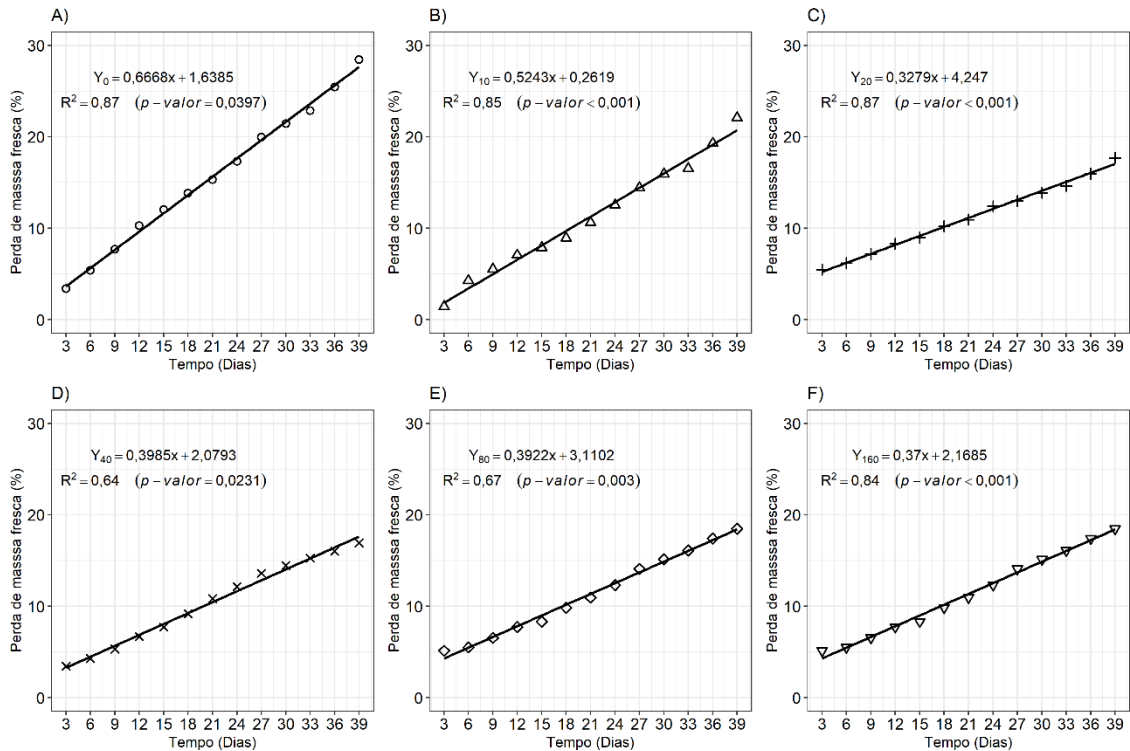 A)
Perda de masssa fresca (%)
30
20
10
0
Y₀ = 0,6668x + 1,6385
R² = 0,87 (p − valor = 0,0397)
3 6 9 12 15 18 21 24 27 30 33 36 39
Tempo (Dias)
B)
Perda de masssa fresca (%)
30
20
10
0
Y₁₀ = 0,5243x + 0,2619
R² = 0,85 (p − valor < 0,001)
3 6 9 12 15 18 21 24 27 30 33 36 39
Tempo (Dias)
C)
Perda de masssa fresca (%)
30
20
10
0
Y₂₀ = 0,3279x + 4,247
R² = 0,87 (p − valor < 0,001)
3 6 9 12 15 18 21 24 27 30 33 36 39
Tempo (Dias)
D)
Perda de masssa fresca (%)
30
20
10
0
Y₄₀ = 0,3985x + 2,0793
R² = 0,64 (p − valor = 0,0231)
3 6 9 12 15 18 21 24 27 30 33 36 39
Tempo (Dias)
E)
Perda de masssa fresca (%)
30
20
10
0
Y₈₀ = 0,3922x + 3,1102
R² = 0,67 (p − valor = 0,003)
3 6 9 12 15 18 21 24 27 30 33 36 39
Tempo (Dias)
F)
Perda de masssa fresca (%)
30
20
10
0
Y₁₆₀ = 0,37x + 2,1685
R² = 0,84 (p − valor < 0,001)
3 6 9 12 15 18 21 24 27 30 33 36 39
Tempo (Dias)